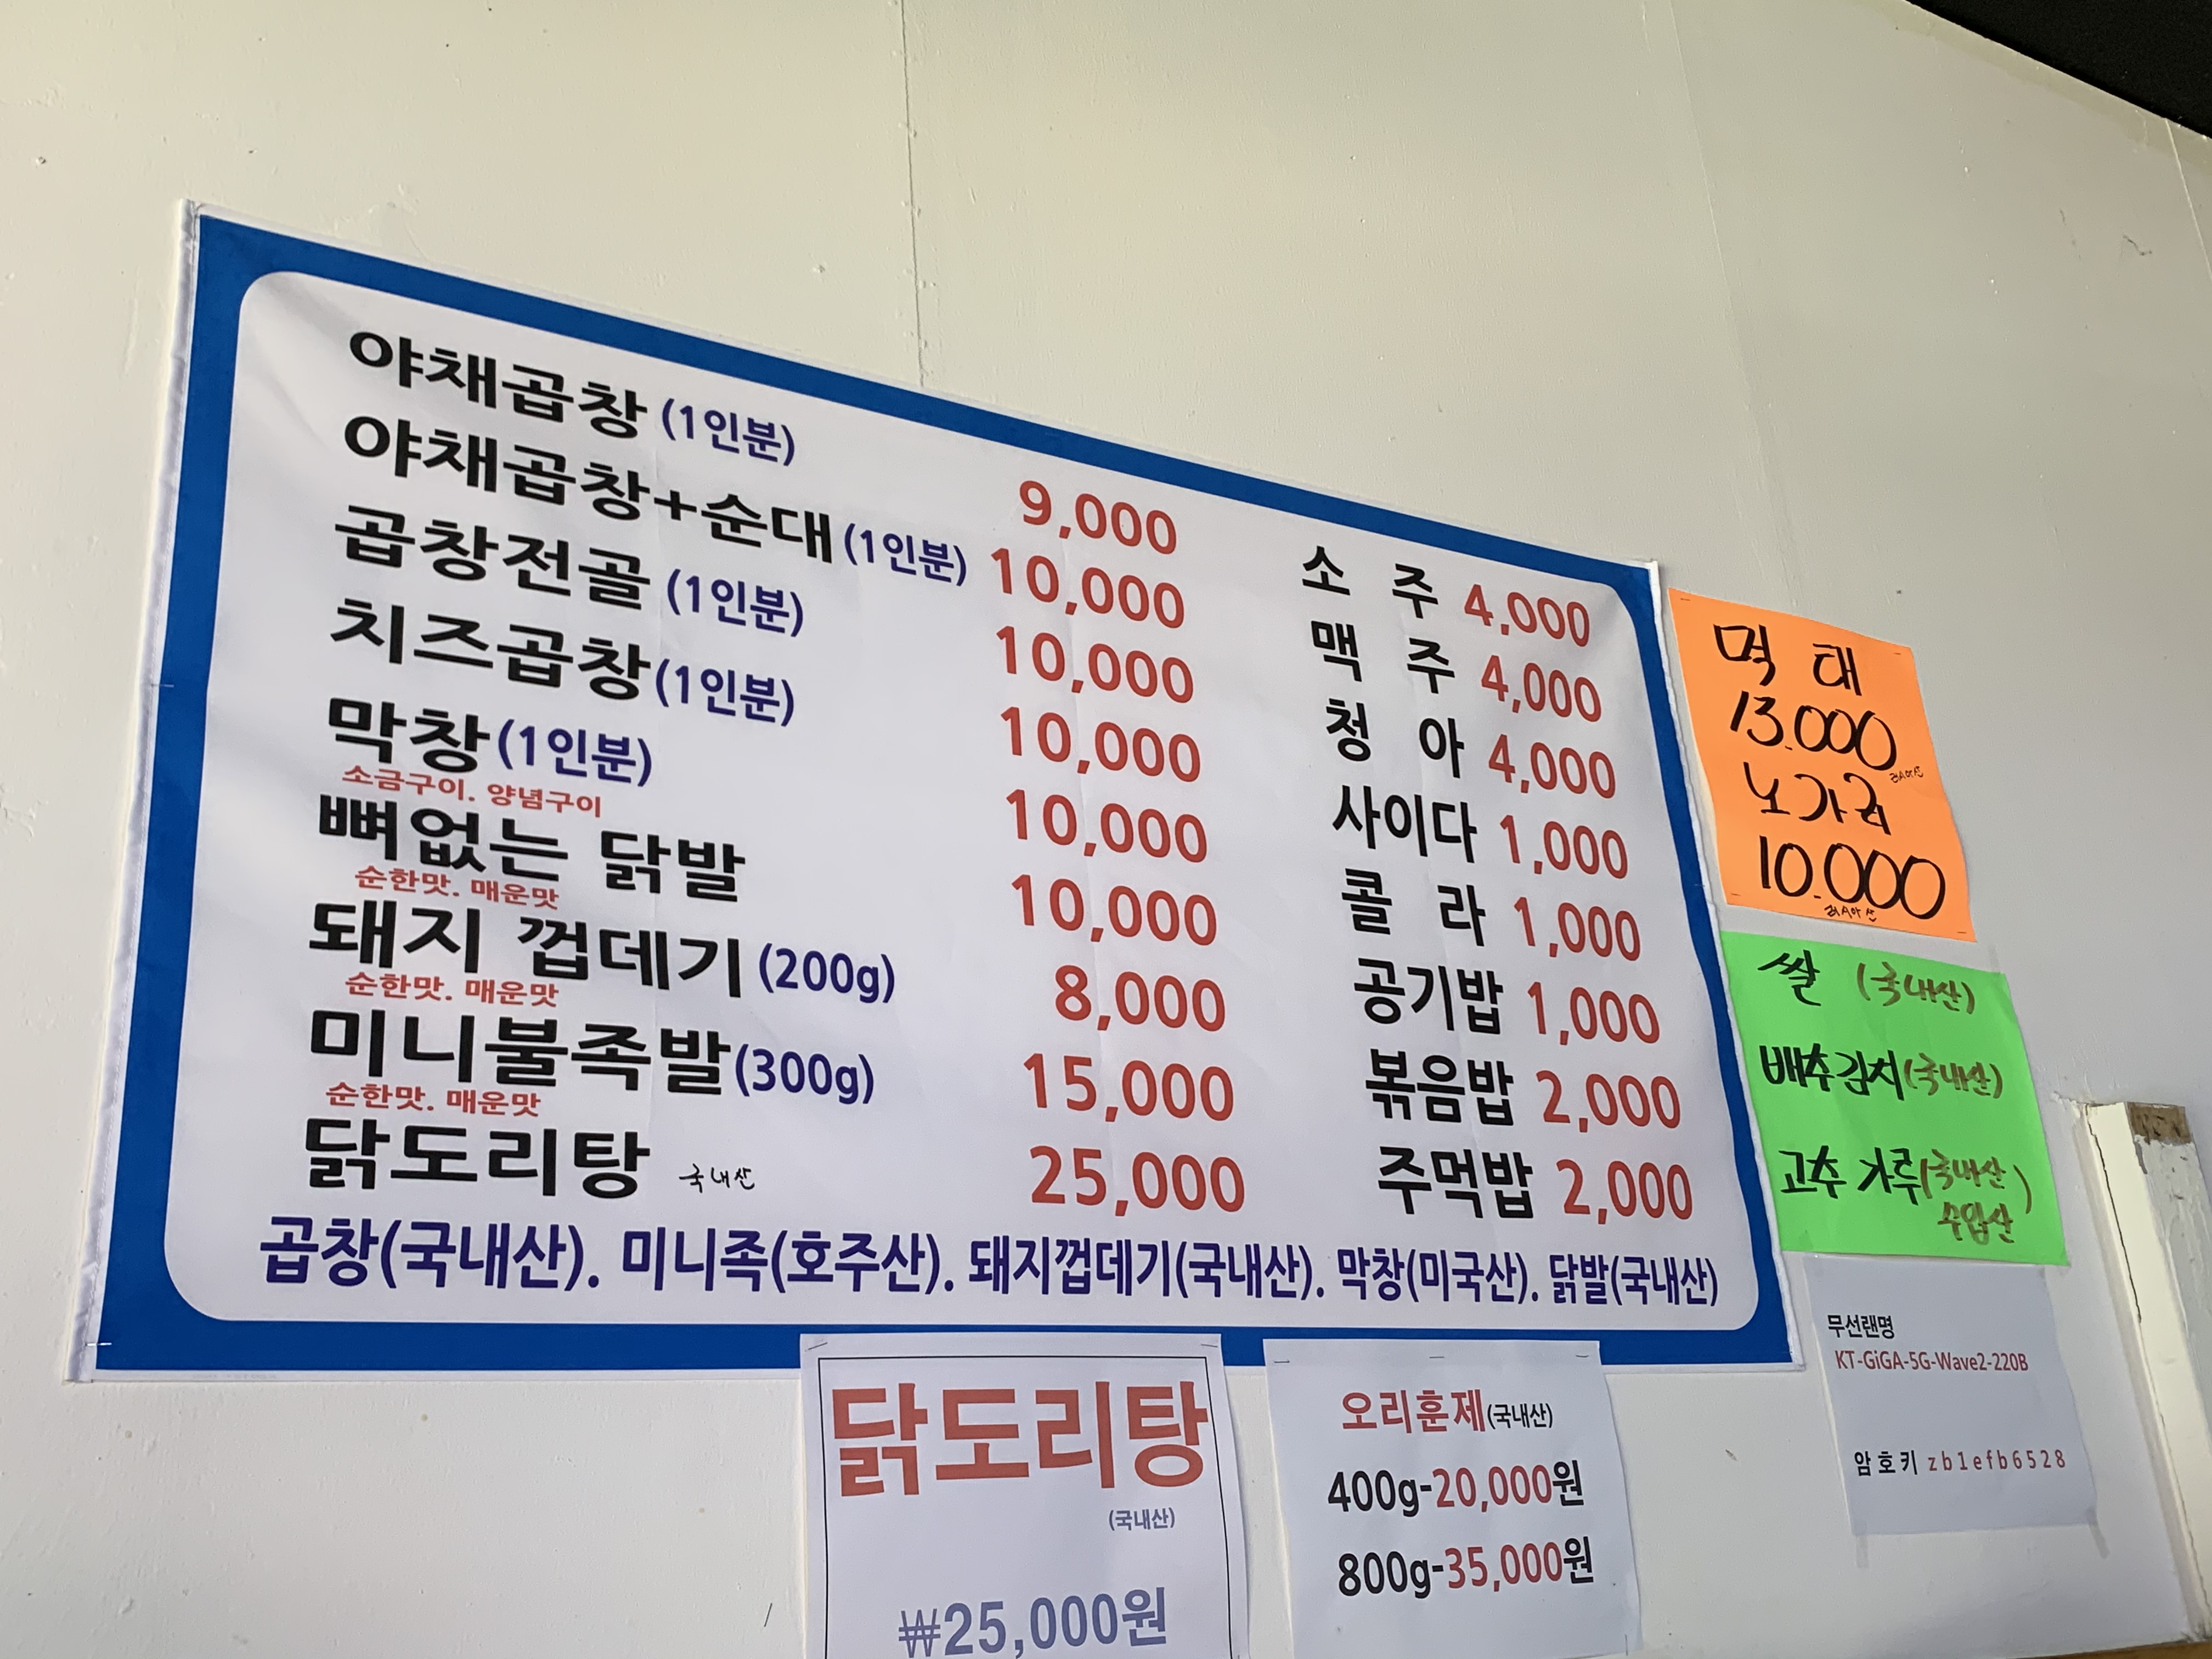 야채곱창 (1인분) 9,000
야채곱창+순대 (1인분) 10,000
곱창전골 (1인분) 10,000
치즈곱창 (1인분) 10,000
막창 (1인분) 10,000
소금구이. 양념구이
뼈없는 닭발 10,000
순한맛. 매운맛
돼지 껍데기 (200g) 8,000
순한맛. 매운맛
미니불족발 (300g) 15,000
순한맛. 매운맛
닭도리탕 국내산 25,000
소 주 4,000
맥 주 4,000
청 아 4,000
사이다 1,000
콜 라 1,000
공기밥 1,000
볶음밥 2,000
주먹밥 2,000
곱창(국내산). 미니족(호주산). 돼지껍데기(국내산). 막창(미국산). 닭발(국내산)
먹 태
13.000
러시아산
노가리
10.000
러시아산
쌀 (국내산)
배추김치(국내산)
고추 가루(국내산
수입산)
무선랜명
KT-GiGA-5G-Wave2-220B
암호키 zb1efb6528
닭도리탕
(국내산)
₩25,000원
오리훈제(국내산)
400g-20,000원
800g-35,000원